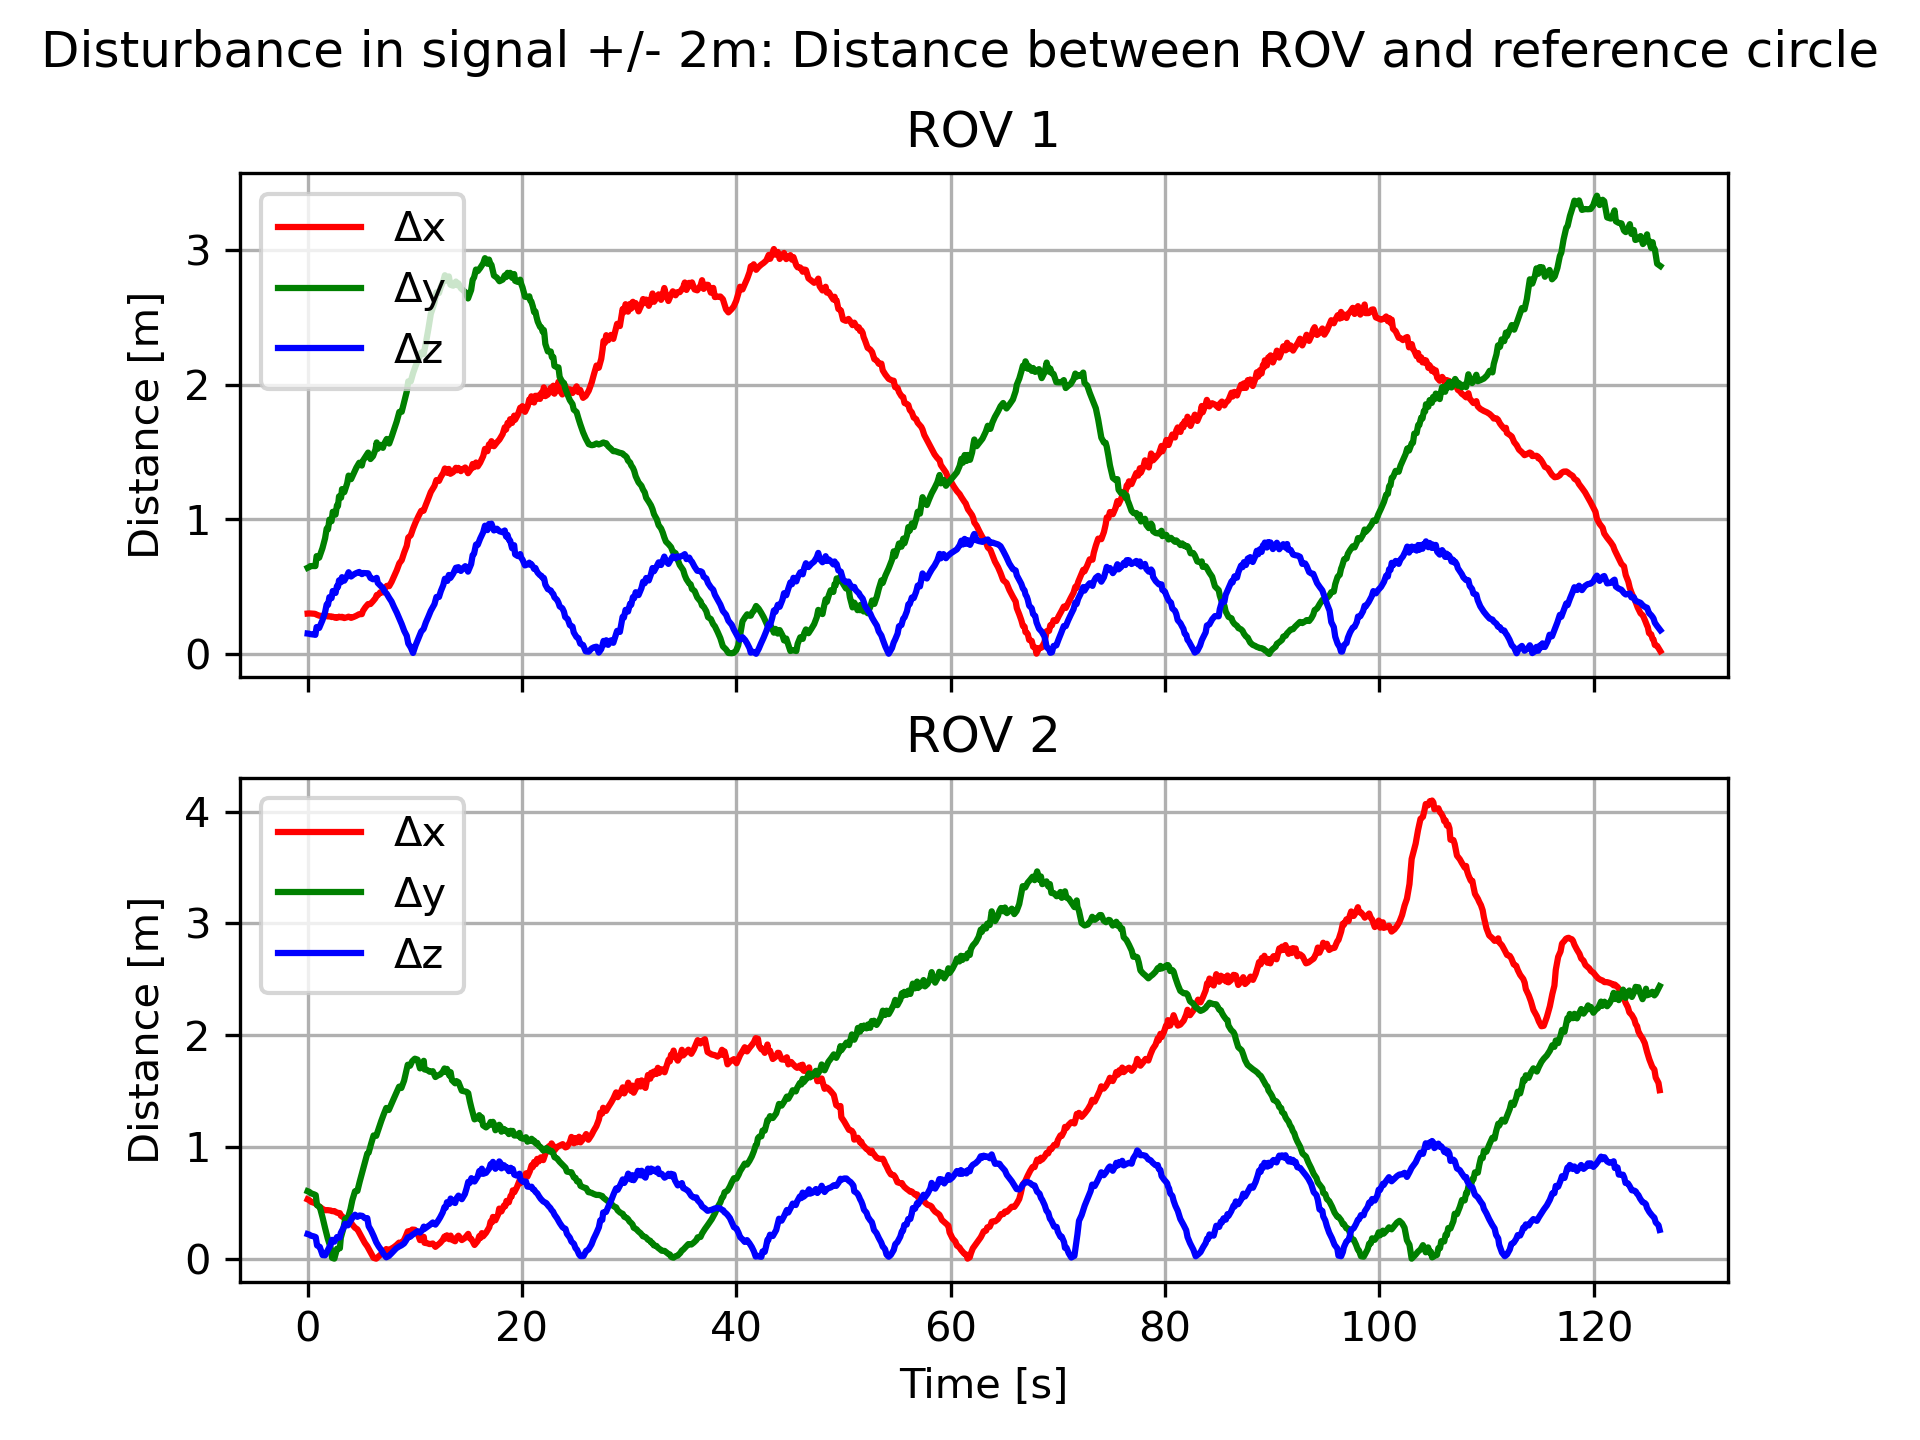 Disturbance in signal +/- 2m: Distance between ROV and reference circle
ROV 1
Δx
Δy
Δz
3
2
1
0
Distance [m]
ROV 2
Δx
Δy
Δz
4
3
2
1
0
Distance [m]
0 20 40 60 80 100 120
Time [s]